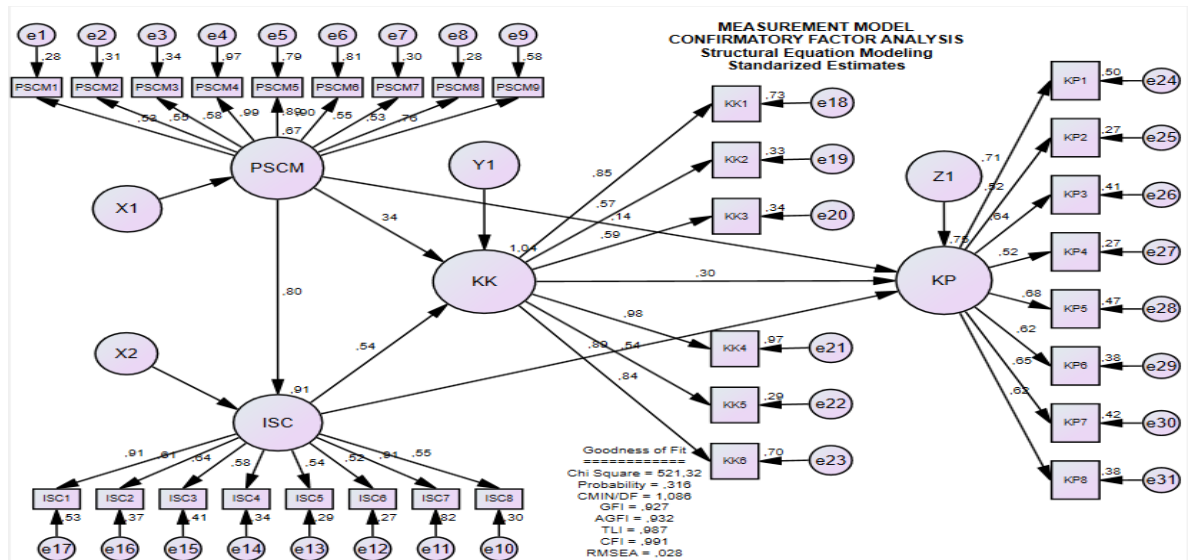 MEASUREMENT MODEL
CONFIRMATORY FACTOR ANALYSIS
Structural Equation Modeling
Standarized Estimates
e1 e2 e3 e4 e5 e6 e7 e8 e9
,28 ,31 ,34 ,97 ,79 ,81 ,30 ,28 ,58
PSCM1 PSCM2 PSCM3 PSCM4 PSCM5 PSCM6 PSCM7 PSCM8 PSCM9
,53 ,55 ,58 ,99 ,89 ,90 ,55 ,53 ,76
,67
PSCM
X1
Y1
,34
,80
,14
1,04
KK
,85
,57
,59
KK1 ,73 e18
KK2 ,33 e19
KK3 ,34 e20
,30
,98
,54
,84
,89
KK4 ,97 e21
KK5 ,29 e22
KK6 ,70 e23
X2
,54
,91
ISC
,91 ,61 ,64 ,58 ,54 ,52 ,91 ,55
ISC1 ISC2 ISC3 ISC4 ISC5 ISC6 ISC7 ISC8
,53 ,37 ,41 ,34 ,29 ,27 ,82 ,30
e17 e16 e15 e14 e13 e12 e11 e10
Z1
,75
KP
,71
,52
,64
,52
,68
,62
,65
,62
KP1 ,50 e24
KP2 ,27 e25
KP3 ,41 e26
KP4 ,27 e27
KP5 ,47 e28
KP6 ,38 e29
KP7 ,42 e30
KP8 ,38 e31
Goodness of Fit
============
Chi Square = 521,32
Probability = ,316
CMIN/DF = 1,086
GFI = ,927
AGFI = ,932
TLI = ,987
CFI = ,991
RMSEA = ,028